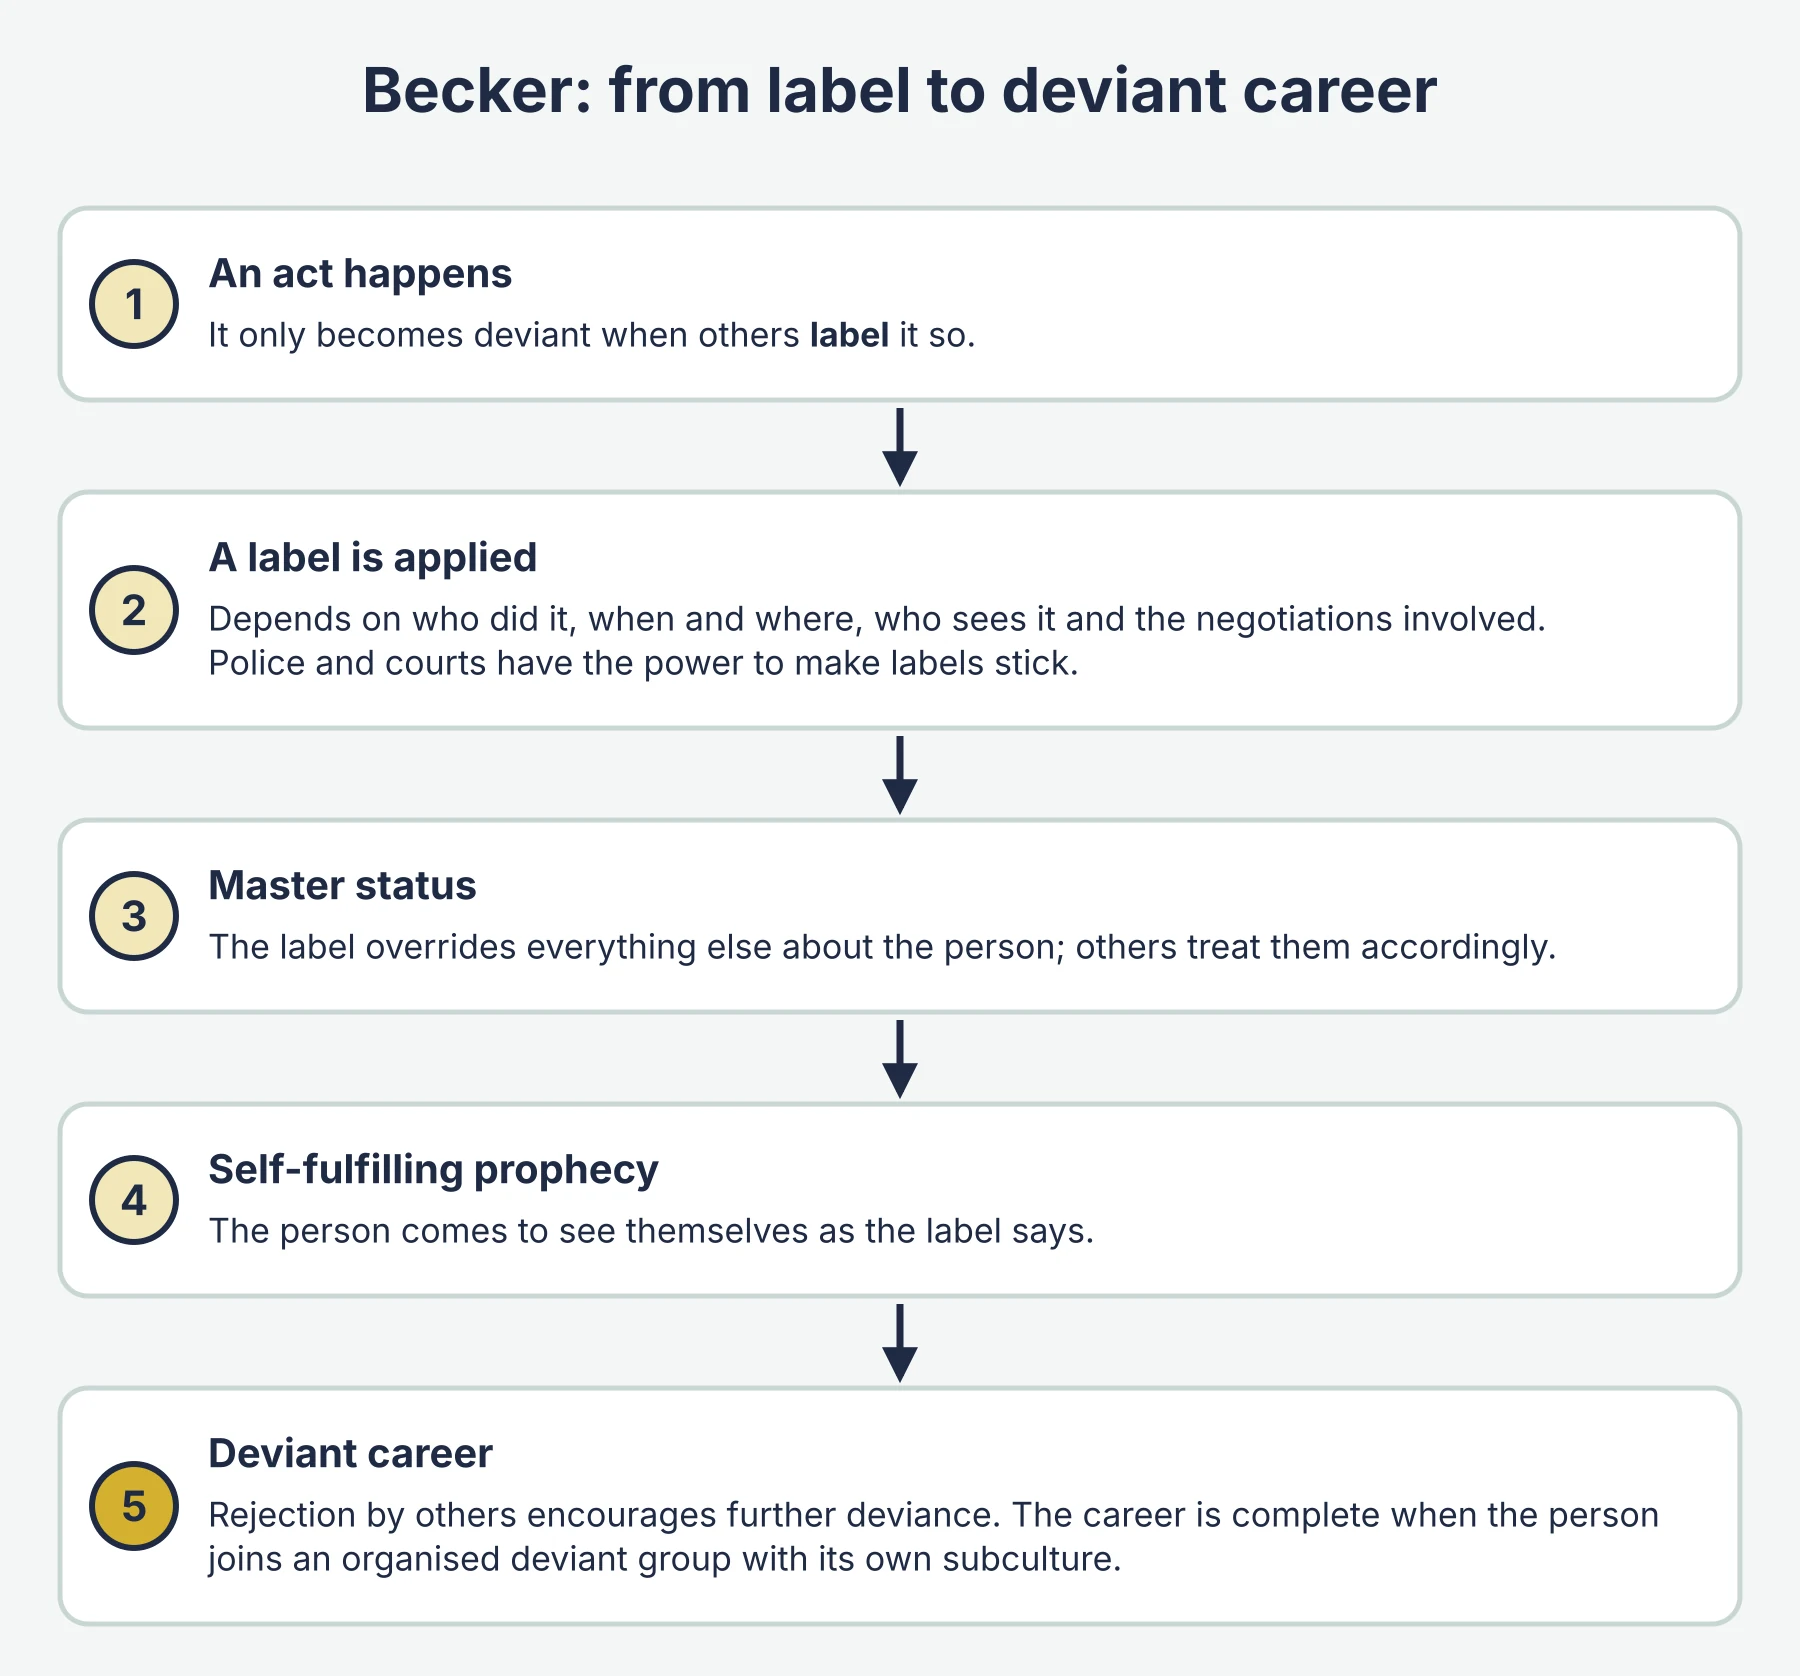 Becker: from label to deviant career
1
An act happens
It only becomes deviant when others label it so.
2
A label is applied
Depends on who did it, when and where, who sees it and the negotiations involved.
Police and courts have the power to make labels stick.
3
Master status
The label overrides everything else about the person; others treat them accordingly.
4
Self-fulfilling prophecy
The person comes to see themselves as the label says.
5
Deviant career
Rejection by others encourages further deviance. The career is complete when the person
joins an organised deviant group with its own subculture.